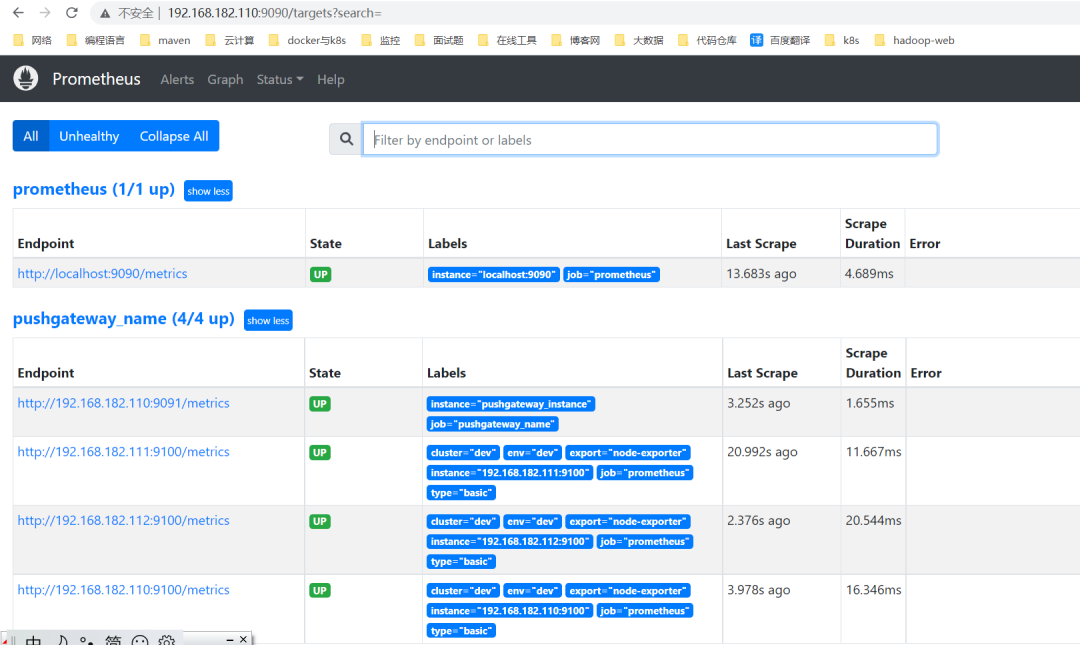 不安全 | 192.168.182.110:9090/targets?search=
网络 编程语言 maven 云计算 docker与k8s 监控 面试题 在线工具 博客网 大数据 代码仓库 译 百度翻译 k8s hadoop-web
Prometheus Alerts Graph Status Help
All Unhealthy Collapse All Filter by endpoint or labels
prometheus (1/1 up) show less
Endpoint State Labels Last Scrape Scrape Duration Error
http://localhost:9090/metrics UP instance="localhost:9090" job="prometheus" 13.683s ago 4.689ms
pushgateway_name (4/4 up) show less
Endpoint State Labels Last Scrape Scrape Duration Error
http://192.168.182.110:9091/metrics UP instance="pushgateway_instance" 3.252s ago 1.655ms
job="pushgateway_name"
http://192.168.182.111:9100/metrics UP cluster="dev" env="dev" export="node-exporter" 20.992s ago 11.667ms
instance="192.168.182.111:9100" job="prometheus"
type="basic"
http://192.168.182.112:9100/metrics UP cluster="dev" env="dev" export="node-exporter" 2.376s ago 20.544ms
instance="192.168.182.112:9100" job="prometheus"
type="basic"
http://192.168.182.110:9100/metrics UP cluster="dev" env="dev" export="node-exporter" 3.978s ago 16.346ms
instance="192.168.182.110:9100" job="prometheus"
type="basic"
中 简